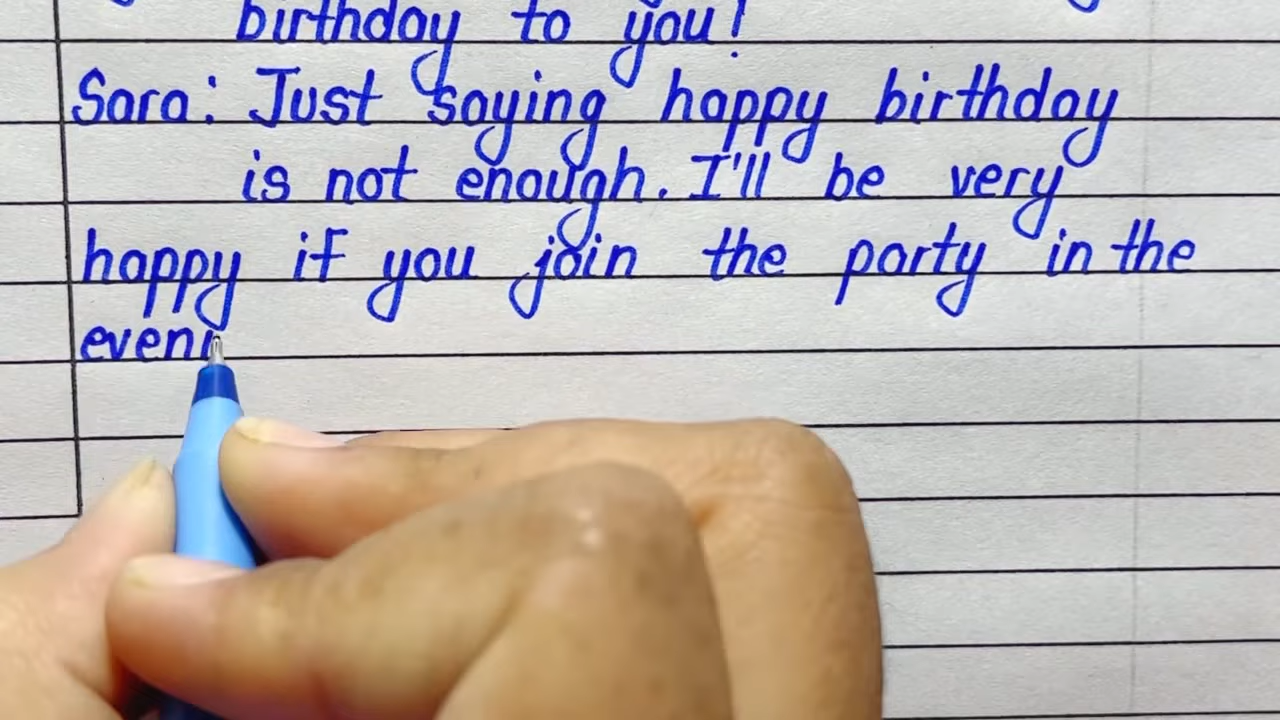 birthday to you!
Sara: Just saying happy birthday
is not enough. I'll be very
happy if you join the party in the
eveni